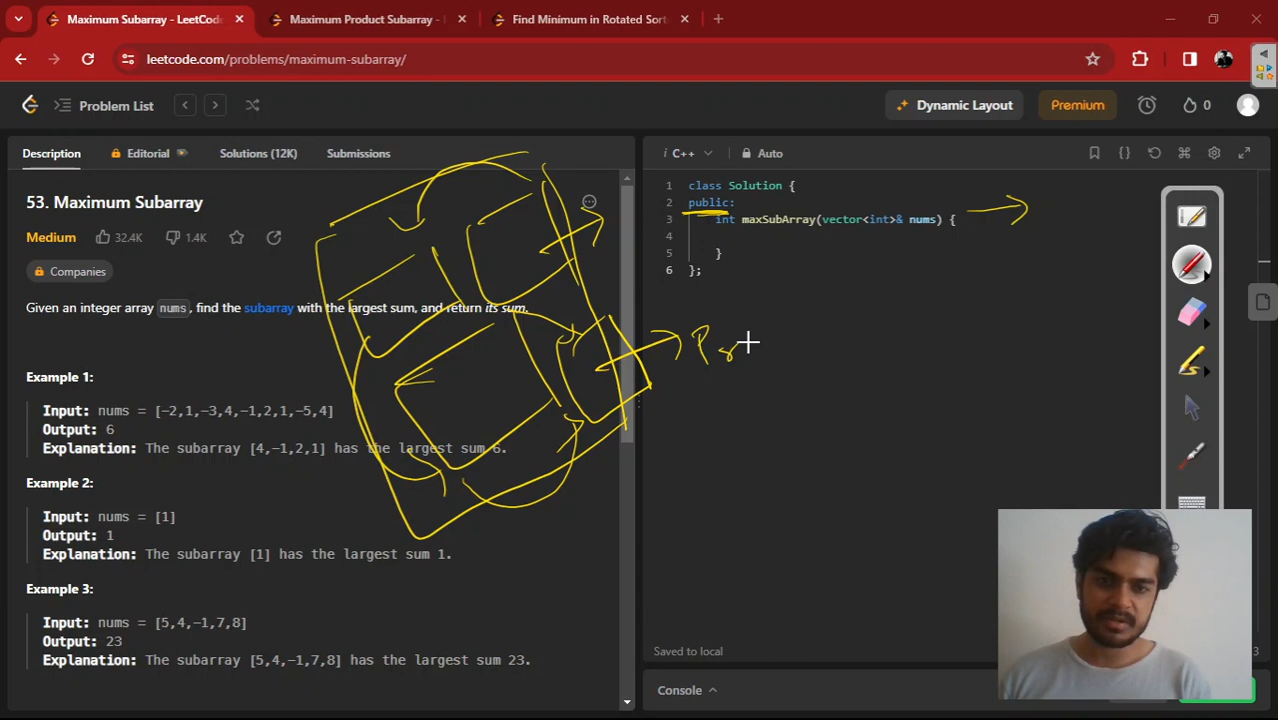 Maximum Subarray - LeetCode
Maximum Product Subarray -
Find Minimum in Rotated Sort
leetcode.com/problems/maximum-subarray/
Problem List
Dynamic Layout
Premium
0
Description
Editorial
Solutions (12K)
Submissions
C++
Auto
53. Maximum Subarray
Medium
32.4K
1.4K
Companies
Given an integer array nums, find the subarray with the largest sum, and return its sum.
Example 1:
Input: nums = [-2,1,-3,4,-1,2,1,-5,4]
Output: 6
Explanation: The subarray [4,-1,2,1] has the largest sum 6.
Example 2:
Input: nums = [1]
Output: 1
Explanation: The subarray [1] has the largest sum 1.
Example 3:
Input: nums = [5,4,-1,7,8]
Output: 23
Explanation: The subarray [5,4,-1,7,8] has the largest sum 23.
1 class Solution {
2 public:
3 int maxSubArray(vector<int>& nums) {
4
5 }
6 };
Pr
Saved to local
3
Console